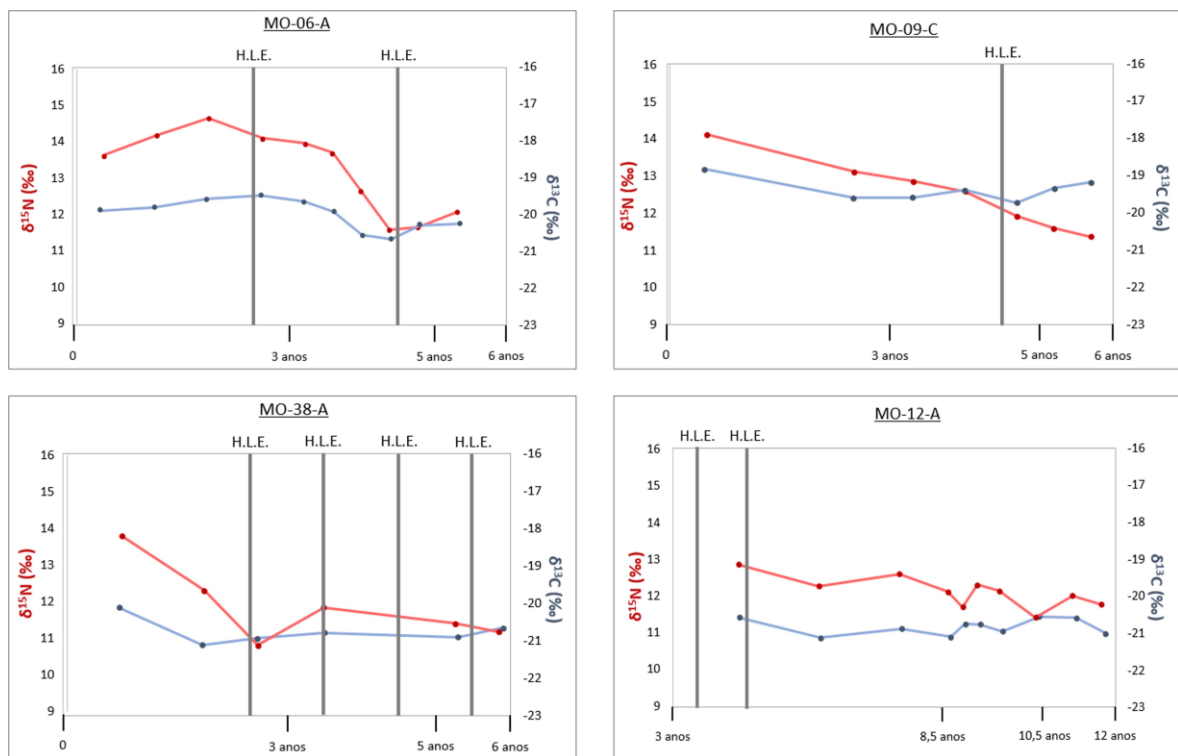 MO-06-A
H.L.E. H.L.E.
16 -16
15 -17
14 -18
13 -19
12 -20
11 -21
10 -22
9 -23
δ¹⁵N (‰)
δ¹³C (‰)
0 3 anos 5 anos 6 anos
MO-09-C
H.L.E.
16 -16
15 -17
14 -18
13 -19
12 -20
11 -21
10 -22
9 -23
δ¹⁵N (‰)
δ¹³C (‰)
0 3 anos 5 anos 6 anos
MO-38-A
H.L.E. H.L.E. H.L.E. H.L.E.
16 -16
15 -17
14 -18
13 -19
12 -20
11 -21
10 -22
9 -23
δ¹⁵N (‰)
δ¹³C (‰)
0 3 anos 5 anos 6 anos
MO-12-A
H.L.E. H.L.E.
16 -16
15 -17
14 -18
13 -19
12 -20
11 -21
10 -22
9 -23
δ¹⁵N (‰)
δ¹³C (‰)
3 anos 8,5 anos 10,5 anos 12 anos